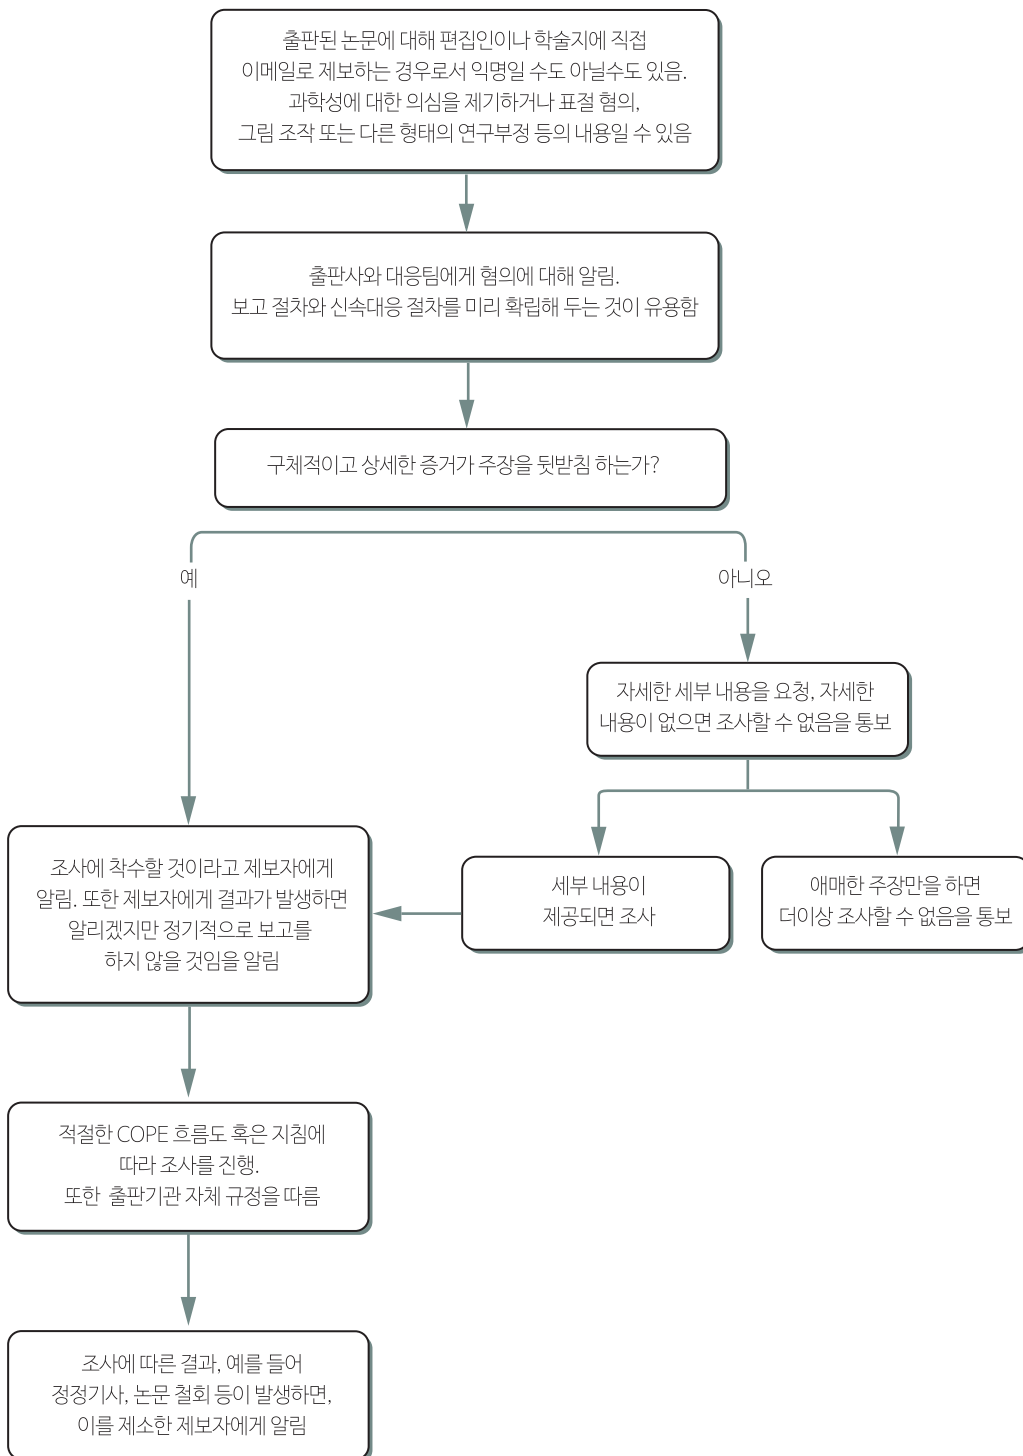 출판된 논문에 대해 편집인이나 학술지에 직접
이메일로 제보하는 경우로서 익명일 수도 아닐수도 있음.
과학성에 대한 의심을 제기하거나 표절 혐의,
그림 조작 또는 다른 형태의 연구부정 등의 내용일 수 있음
출판사와 대응팀에게 혐의에 대해 알림.
보고 절차와 신속대응 절차를 미리 확립해 두는 것이 유용함
구체적이고 상세한 증거가 주장을 뒷받침 하는가?
예
아니오
자세한 세부 내용을 요청, 자세한
내용이 없으면 조사할 수 없음을 통보
조사에 착수할 것이라고 제보자에게
알림. 또한 제보자에게 결과가 발생하면
알리겠지만 정기적으로 보고를
하지 않을 것임을 알림
세부 내용이
제공되면 조사
애매한 주장만을 하면
더이상 조사할 수 없음을 통보
적절한 COPE 흐름도 혹은 지침에
따라 조사를 진행.
또한 출판기관 자체 규정을 따름
조사에 따른 결과, 예를 들어
정정기사, 논문 철회 등이 발생하면,
이를 제소한 제보자에게 알림